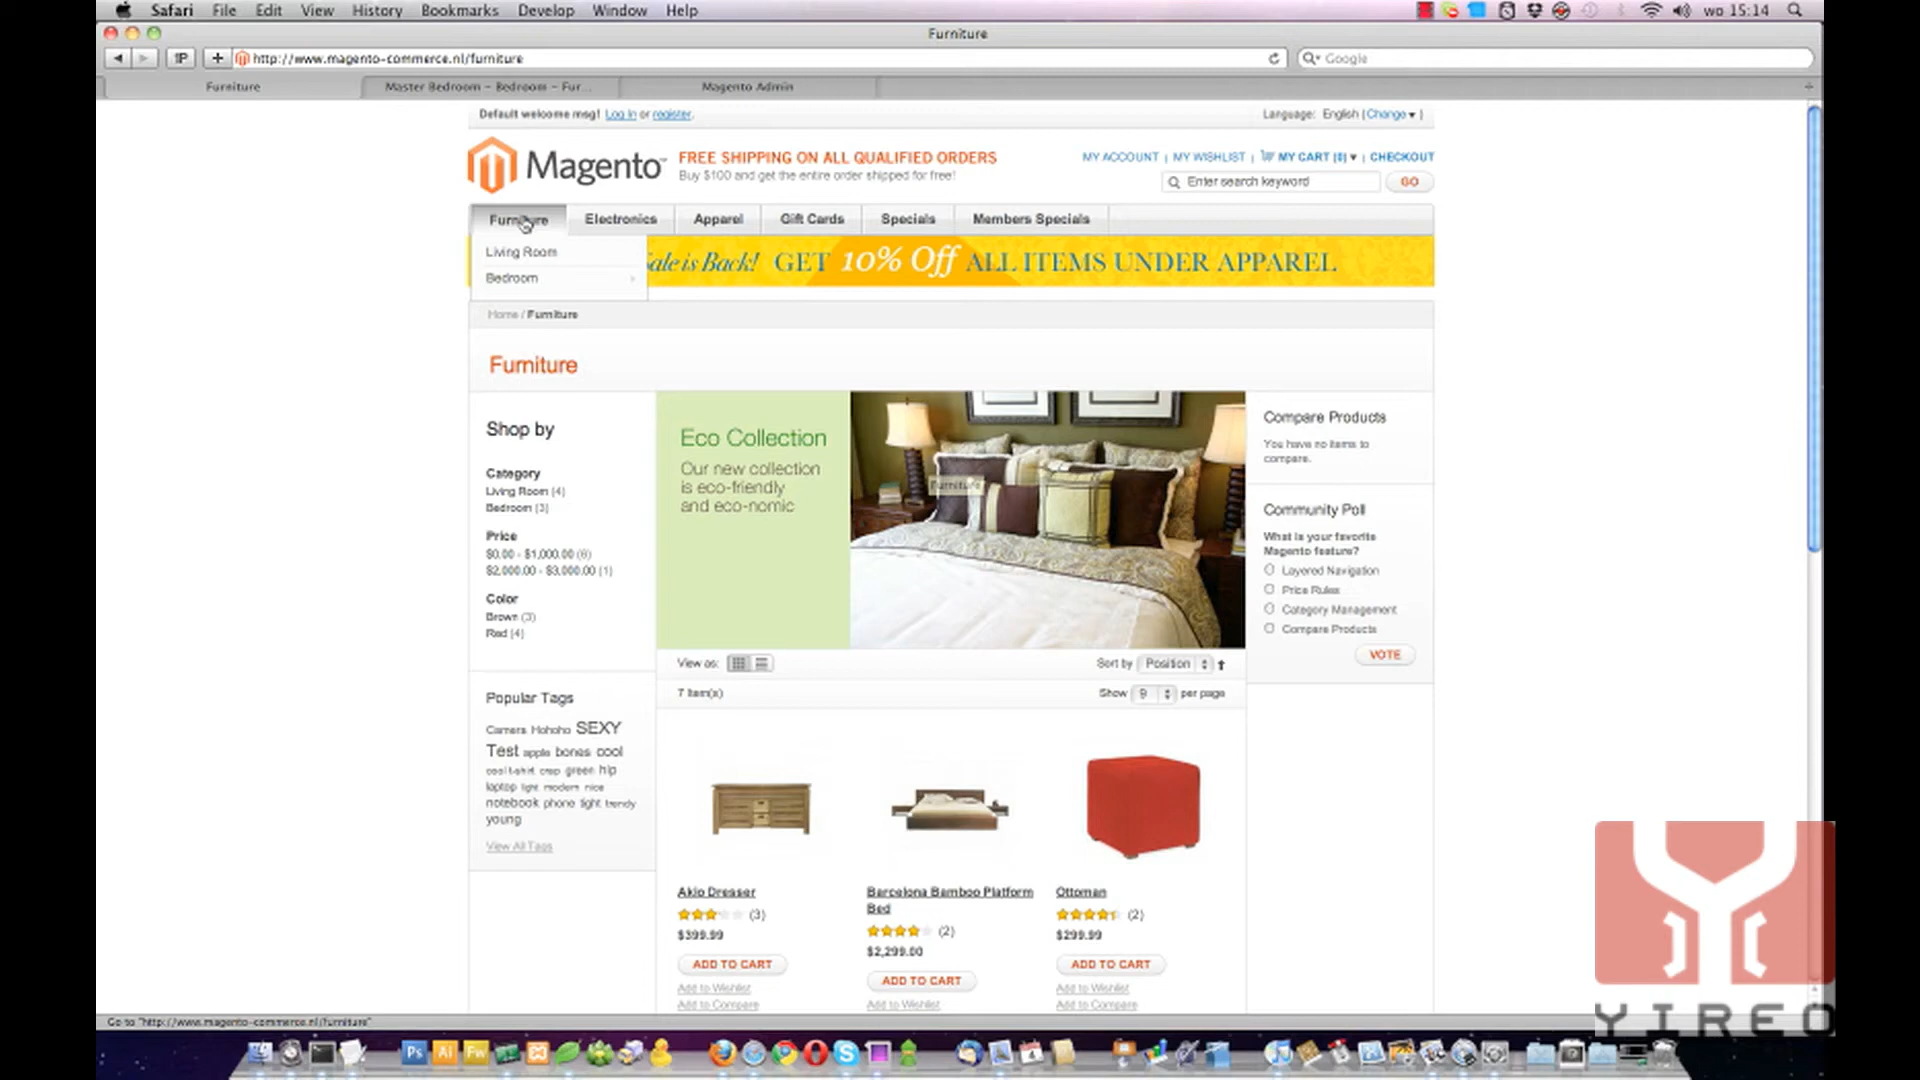 Safari File Edit View History Bookmarks Develop Window Help
wo 15:14
Furniture
http://www.magento-commerce.nl/furniture
Google
Furniture
Master Bedroom – Bedroom – Fur...
Magento Admin
Default welcome msg! Log In or register.
Language: English [Change ]
Magento
FREE SHIPPING ON ALL QUALIFIED ORDERS
Buy $100 and get the entire order shipped for free!
MY ACCOUNT | MY WISHLIST | MY CART [0] | CHECKOUT
Enter search keyword
GO
Furniture Electronics Apparel Gift Cards Specials Members Specials
Living Room
Bedroom
ale is Back! GET 10% Off ALL ITEMS UNDER APPAREL
Home / Furniture
Furniture
Shop by
Category
Living Room (4)
Bedroom (3)
Price
$0.00 - $1,000.00 (6)
$2,000.00 - $3,000.00 (1)
Color
Brown (3)
Red (4)
Popular Tags
Camera Hohoho SEXY
Test apple bones cool
cool t-shirt crap green hip
laptop light modern nice
notebook phone tight trendy
young
View All Tags
Eco Collection
Our new collection
is eco-friendly
and eco-nomic
Furniture
View as:
Sort by Position
7 Item(s)
Show 9 per page
Akio Dresser
(3)
$399.99
ADD TO CART
Add to Wishlist
Add to Compare
Barcelona Bamboo Platform
Bed
(2)
$2,299.00
ADD TO CART
Add to Wishlist
Ottoman
(2)
$299.99
ADD TO CART
Add to Wishlist
Add to Compare
Compare Products
You have no items to
compare.
Community Poll
What is your favorite
Magento feature?
Layered Navigation
Price Rules
Category Management
Compare Products
VOTE
YIREO
Go to "http://www.magento-commerce.nl/furniture"
Ps Ai Fw